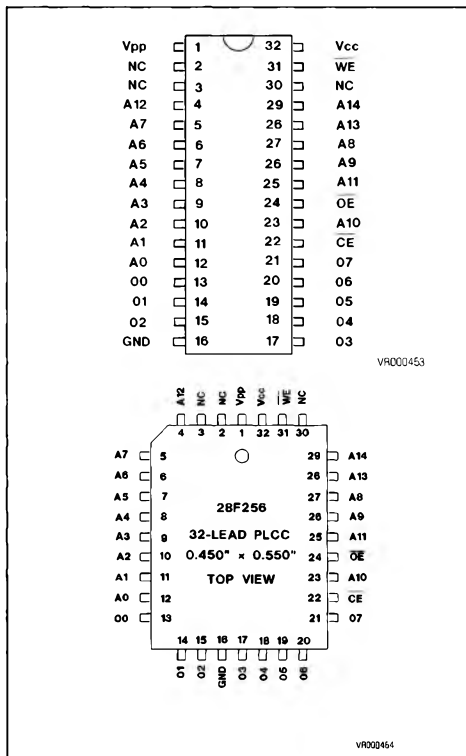 Vpp 1 32 Vcc
NC 2 31 WE
NC 3 30 NC
A12 4 29 A14
A7 5 28 A13
A6 6 27 A8
A5 7 26 A9
A4 8 25 A11
A3 9 24 OE
A2 10 23 A10
A1 11 22 CE
A0 12 21 O7
O0 13 20 O6
O1 14 19 O5
O2 15 18 O4
GND 16 17 O3
VR000453
A12 NC NC Vpp Vcc WE NC
4 3 2 1 32 31 30
A7 5 29 A14
A6 6 28 A13
A5 7 27 A8
A4 8 26 A9
A3 9 25 A11
A2 10 24 OE
A1 11 23 A10
A0 12 22 CE
O0 13 21 O7
28F256
32-LEAD PLCC
0.450" x 0.550"
TOP VIEW
14 15 16 17 18 19 20
O1 O2 GND O3 O4 O5 O6
VR000464